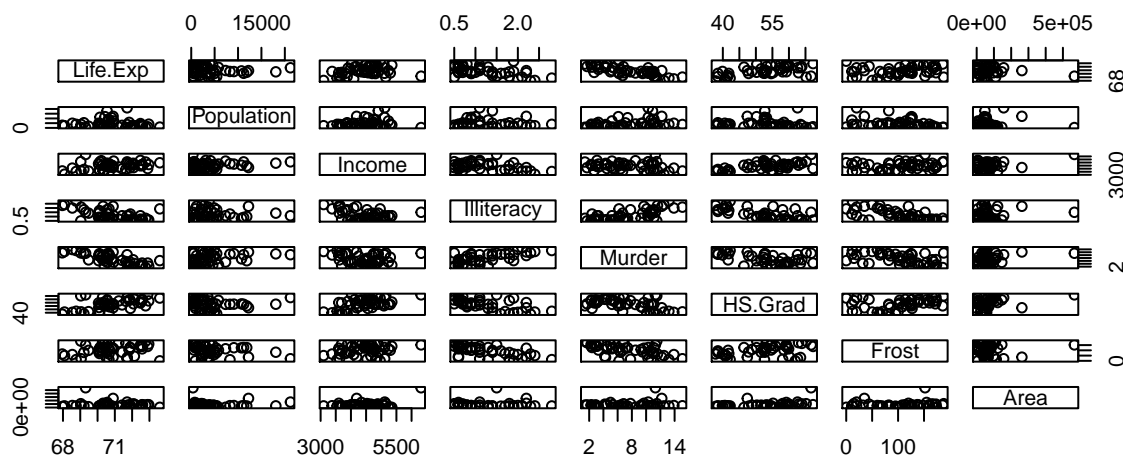 0 15000 0.5 2.0 40 55 0e+00 5e+05
Life.Exp 68
0 Population
Income 3000
0.5 Illiteracy
Murder 2
40 HS.Grad
Frost 0
0e+00 Area
68 71 3000 5500 2 8 14 0 100